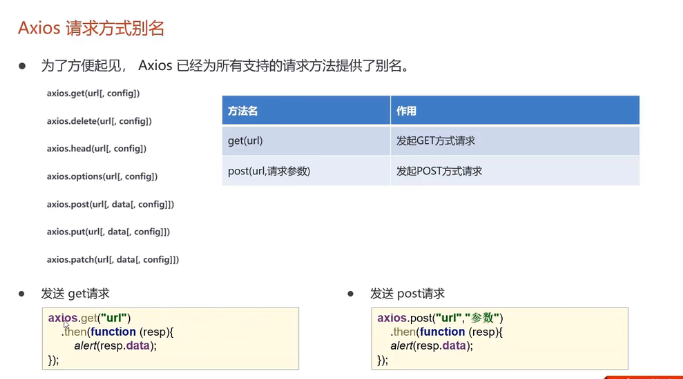 Axios 请求方式别名
为了方便起见， Axios 已经为所有支持的请求方法提供了别名。
axios.get(url[, config])
axios.delete(url[, config])
axios.head(url[, config])
axios.options(url[, config])
axios.post(url[, data[, config]])
axios.put(url[, data[, config]])
axios.patch(url[, data[, config]])
方法名 作用
get(url) 发起GET方式请求
post(url,请求参数) 发起POST方式请求
发送 get请求
axios.get("url")
.then(function (resp){
alert(resp.data);
});
发送 post请求
axios.post("url","参数")
.then(function (resp){
alert(resp.data);
});